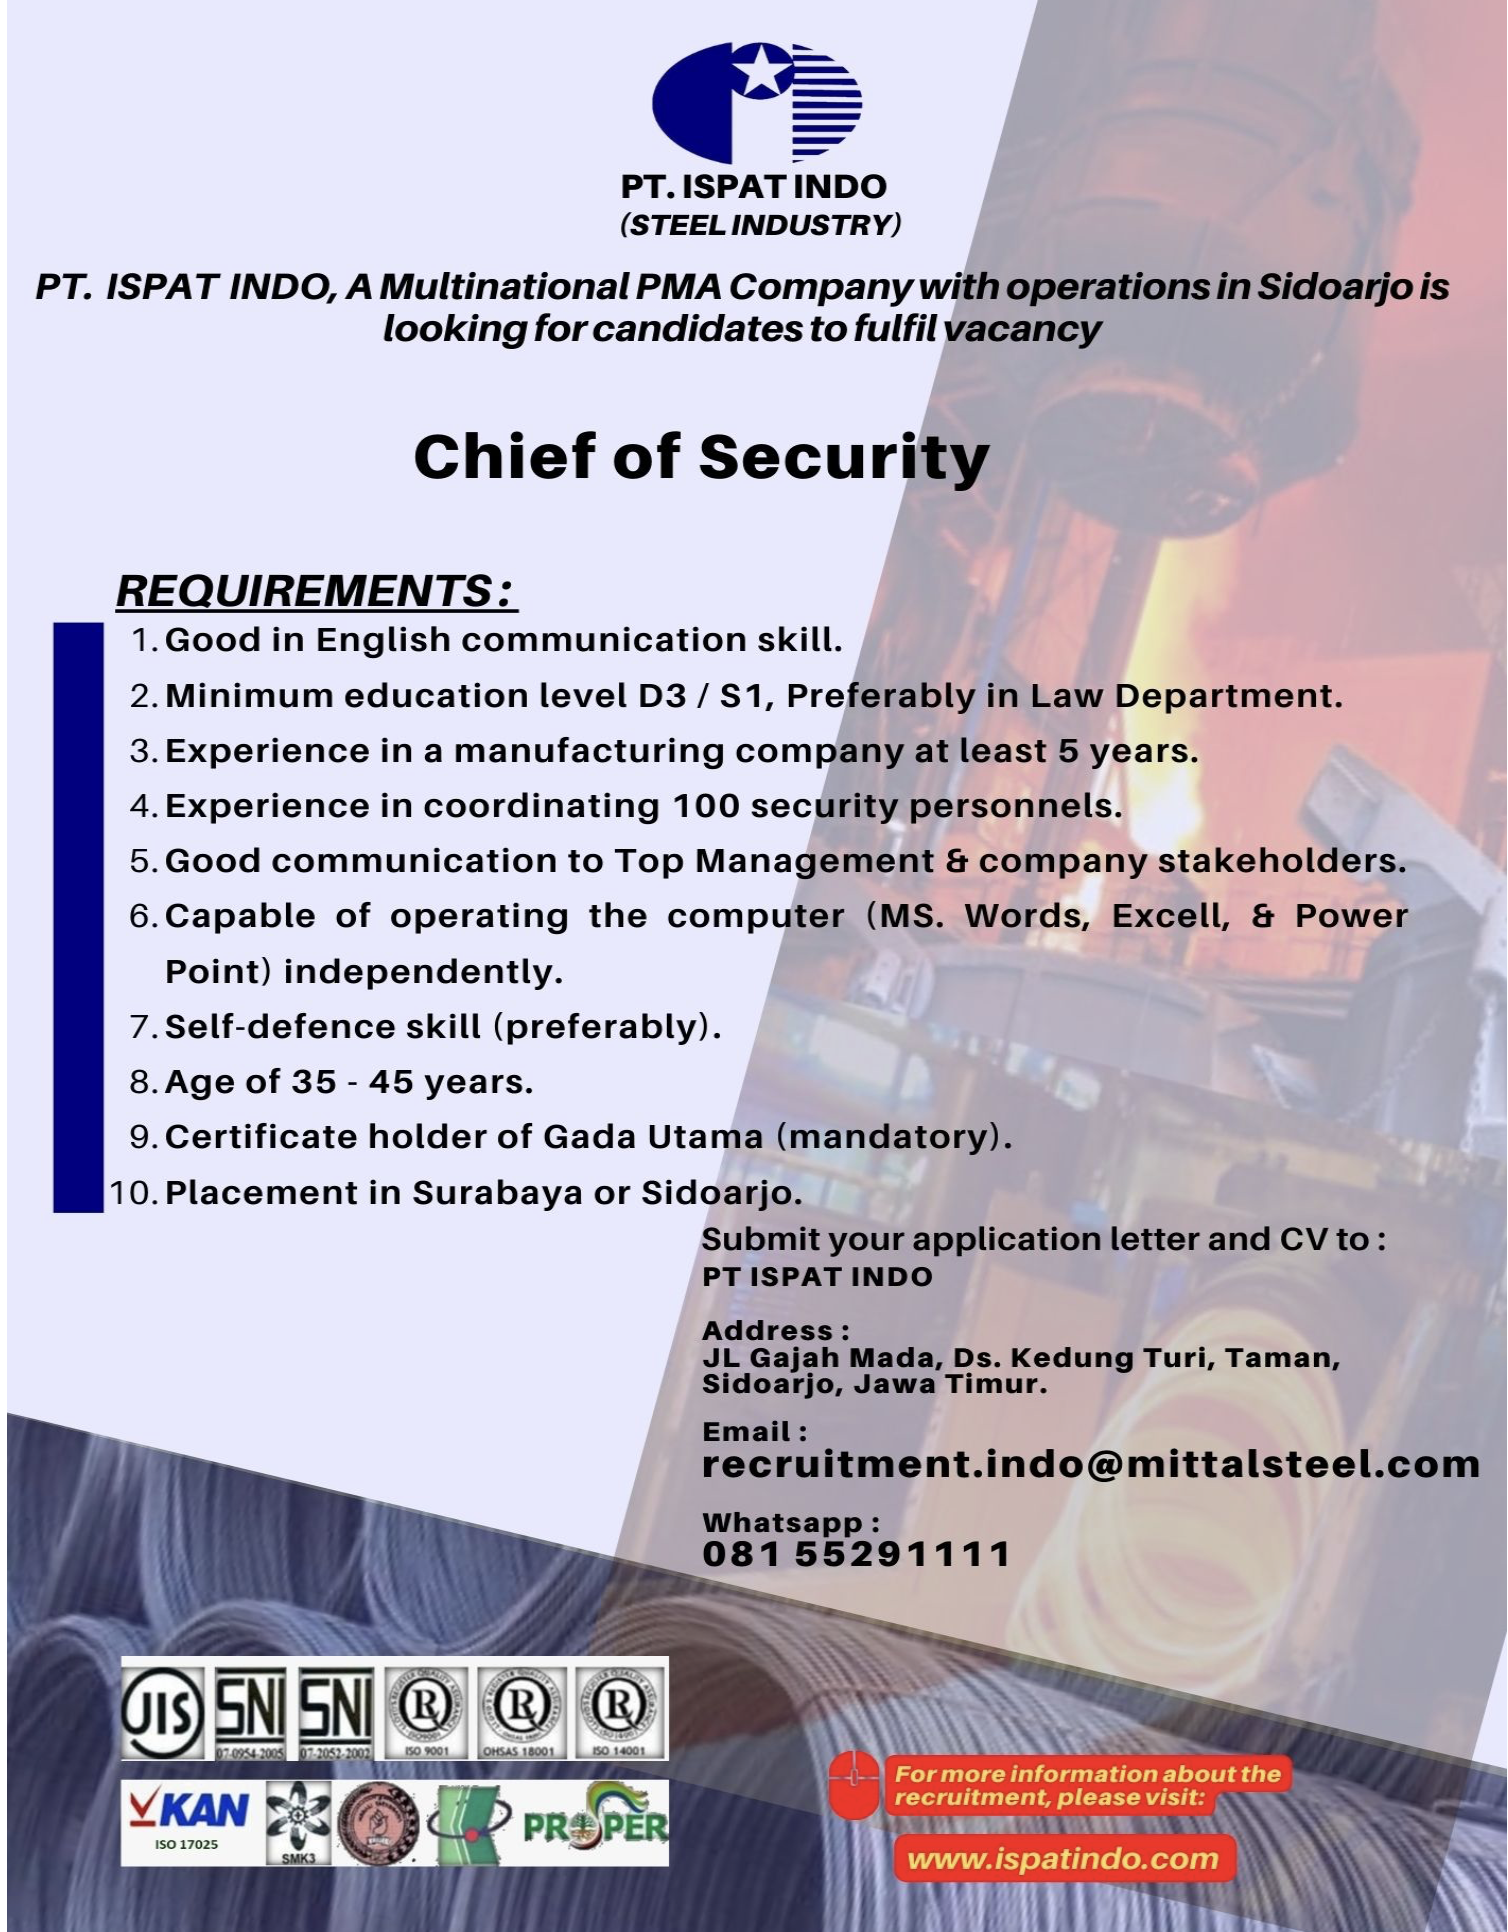 PT. ISPAT INDO
(STEEL INDUSTRY)
PT. ISPAT INDO, A Multinational PMA Company with operations in Sidoarjo is
looking for candidates to fulfil vacancy
Chief of Security
REQUIREMENTS :
1. Good in English communication skill.
2. Minimum education level D3 / S1, Preferably in Law Department.
3. Experience in a manufacturing company at least 5 years.
4. Experience in coordinating 100 security personnels.
5. Good communication to Top Management & company stakeholders.
6. Capable of operating the computer (MS. Words, Excell, & Power
Point) independently.
7. Self-defence skill (preferably).
8. Age of 35 - 45 years.
9. Certificate holder of Gada Utama (mandatory).
10. Placement in Surabaya or Sidoarjo.
Submit your application letter and CV to :
PT ISPAT INDO
Address :
JL Gajah Mada, Ds. Kedung Turi, Taman,
Sidoarjo, Jawa Timur.
Email :
recruitment.indo@mittalsteel.com
Whatsapp :
081 55291111
JIS SNI SNI R R R
07-0954-2005 07-2052-2002 ISO 9001 OHSAS 18001 ISO 14001
KAN PROPER
ISO 17025 SMK3
For more information about the
recruitment, please visit:
www.ispatindo.com